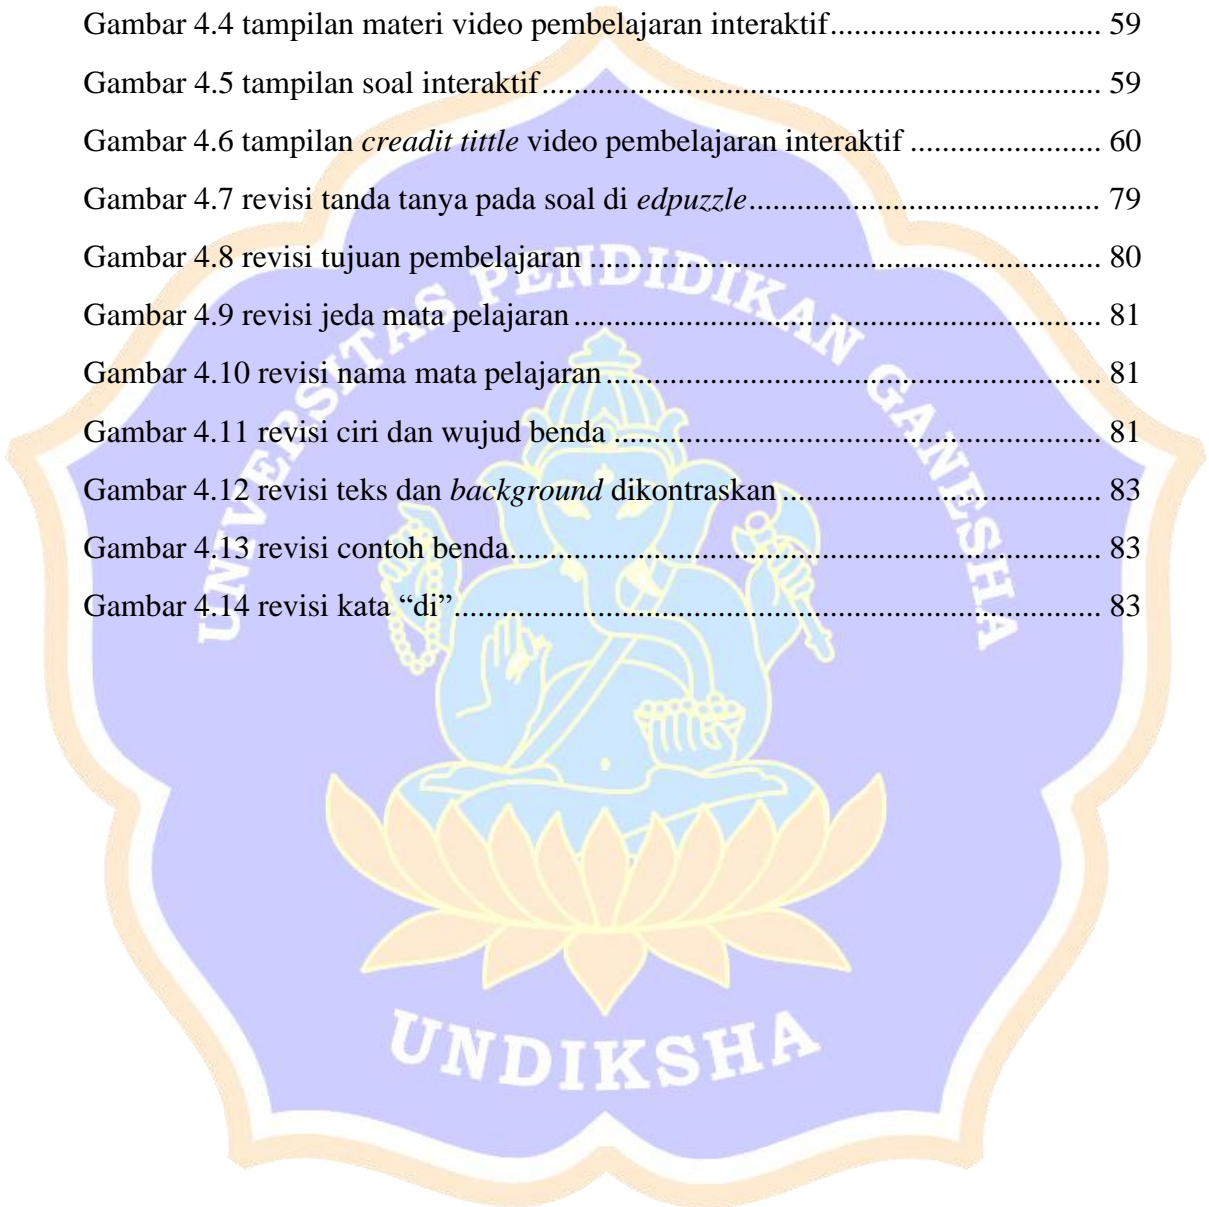 Gambar 4.4 tampilan materi video pembelajaran interaktif................................. 59
Gambar 4.5 tampilan soal interaktif..................................................................... 59
Gambar 4.6 tampilan creadit tittle video pembelajaran interaktif ........................ 60
Gambar 4.7 revisi tanda tanya pada soal di edpuzzle........................................... 79
Gambar 4.8 revisi tujuan pembelajaran ............................................................... 80
Gambar 4.9 revisi jeda mata pelajaran................................................................. 81
Gambar 4.10 revisi nama mata pelajaran............................................................. 81
Gambar 4.11 revisi ciri dan wujud benda ............................................................ 81
Gambar 4.12 revisi teks dan background dikontraskan ....................................... 83
Gambar 4.13 revisi contoh benda......................................................................... 83
Gambar 4.14 revisi kata “di”................................................................................ 83
UNIVERSITAS PENDIDIKAN GANESHA
UNDIKSHA